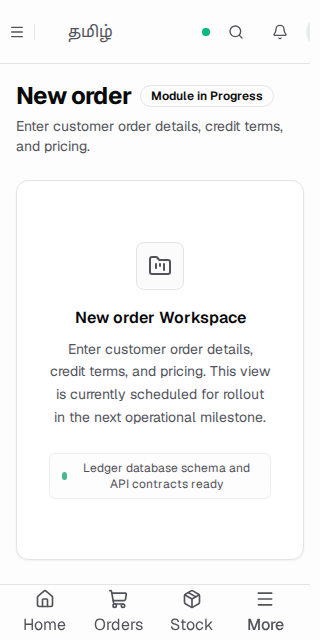 தமிழ்
New order
Module in Progress
Enter customer order details, credit terms,
and pricing.
New order Workspace
Enter customer order details,
credit terms, and pricing. This view
is currently scheduled for rollout
in the next operational milestone.
Ledger database schema and
API contracts ready
Home
Orders
Stock
More